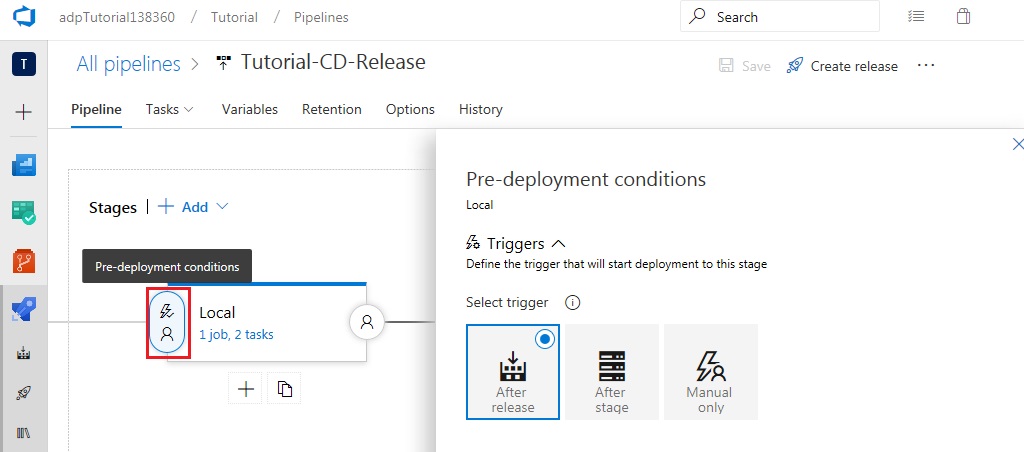 adpTutorial138360 / Tutorial / Pipelines
Search
T
All pipelines > Tutorial-CD-Release
Save
Create release
...
Pipeline
Tasks
Variables
Retention
Options
History
Stages | + Add
Pre-deployment conditions
Local
1 job, 2 tasks
Pre-deployment conditions
Local
Triggers
Define the trigger that will start deployment to this stage
Select trigger
After
release
After
stage
Manual
only